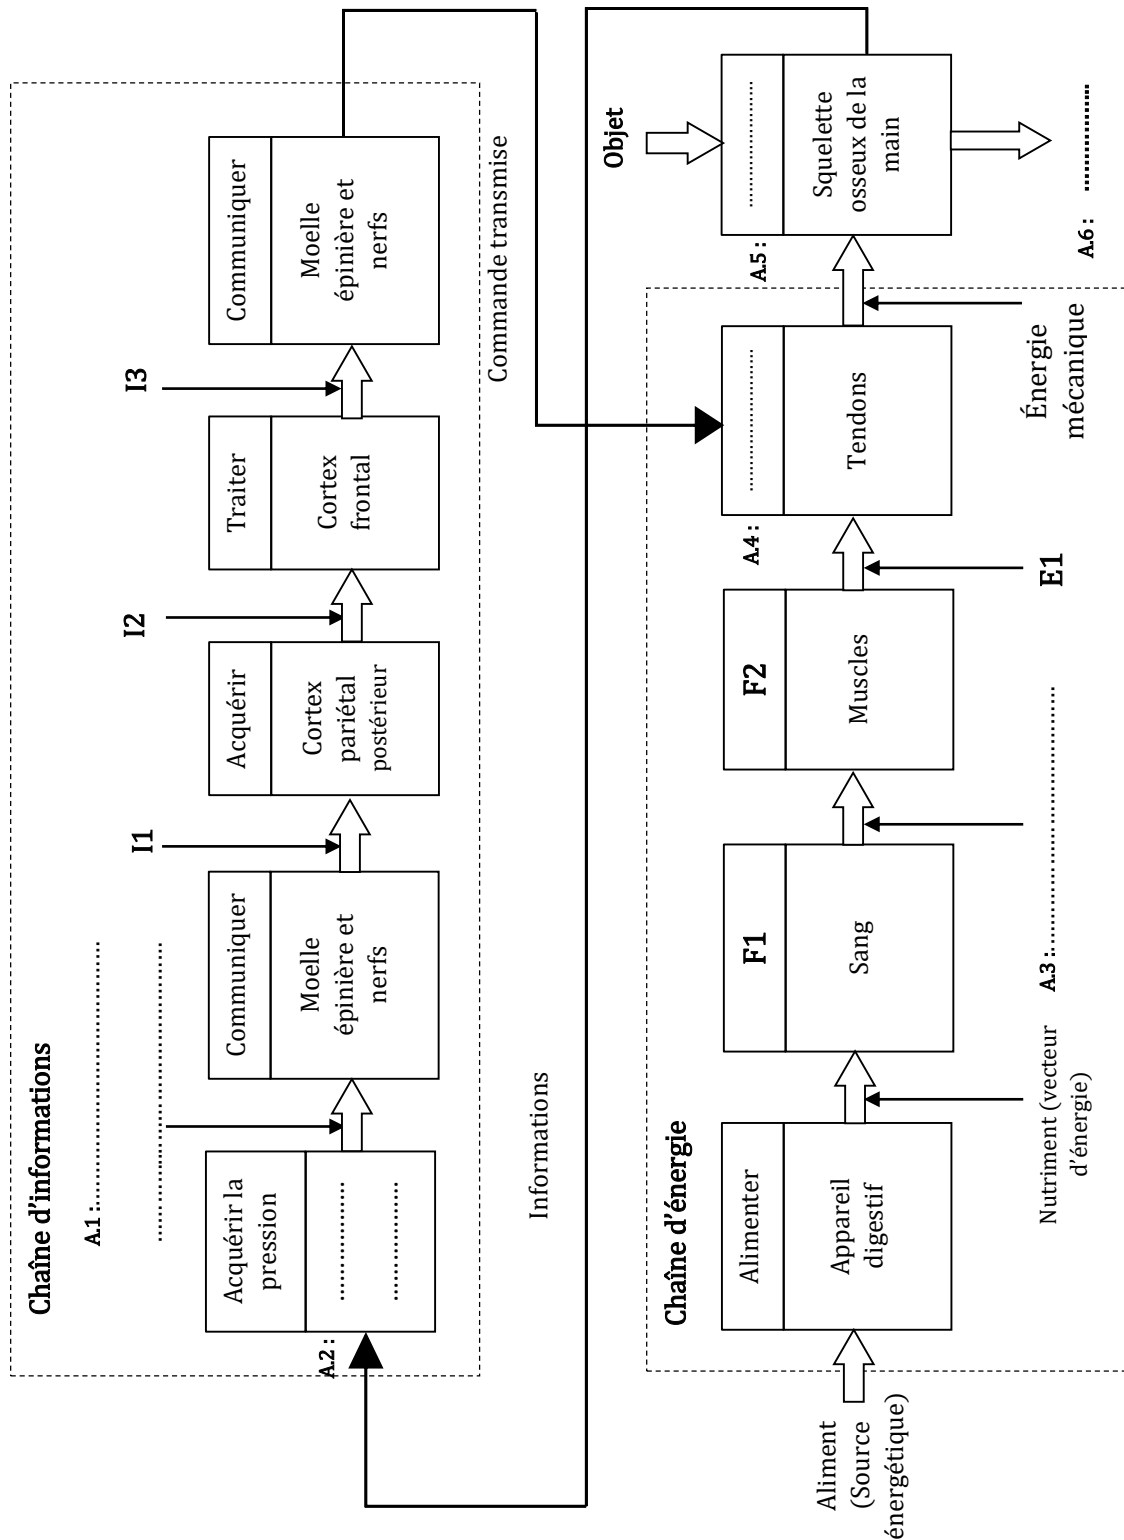 Chaîne d'informations
A.1 : ..............................
..............................
Acquérir la
pression
A.2 :
................
................
Communiquer
Moelle
épinière et
nerfs
I1
Acquérir
Cortex
pariétal
postérieur
I2
Traiter
Cortex
frontal
I3
Communiquer
Moelle
épinière et
nerfs
Informations
Commande transmise
Chaîne d'énergie
Aliment
(Source
énergétique)
Alimenter
Appareil
digestif
Nutriment (vecteur
d'énergie)
F1
Sang
A.3 : ..............................
F2
Muscles
E1
A.4 :
................
Tendons
Énergie
mécanique
Objet
A.5 :
................
Squelette
osseux de la
main
A.6 : ................